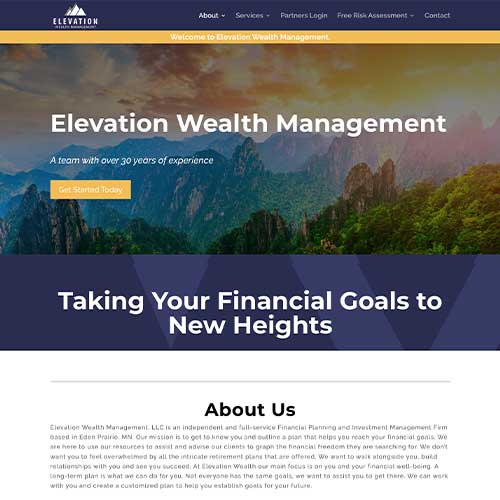 ELEVATION
WEALTH MANAGEMENT
About Services Partners Login Free Risk Assessment Contact
Welcome to Elevation Wealth Management.
Elevation Wealth Management
A team with over 30 years of experience
Get Started Today
Taking Your Financial Goals to
New Heights
About Us
Elevation Wealth Management, LLC is an independent and full-service Financial Planning and Investment Management Firm
based in Eden Prairie, MN. Our mission is to get to know you and outline a plan that helps you reach your financial goals. We
are here to use our resources to assist and advise our clients to graph the financial freedom they are searching for. We don't
want you to feel overwhelmed by all the intricate retirement plans that are offered. We want to walk alongside you, build
relationships with you and see you succeed. At Elevation Wealth our main focus is on you and your financial well-being. A
long-term plan is what we can do for you. Not everyone has the same goals, we want to assist you to get there. We can work
with you and create a customized plan to help you establish goals for your future.